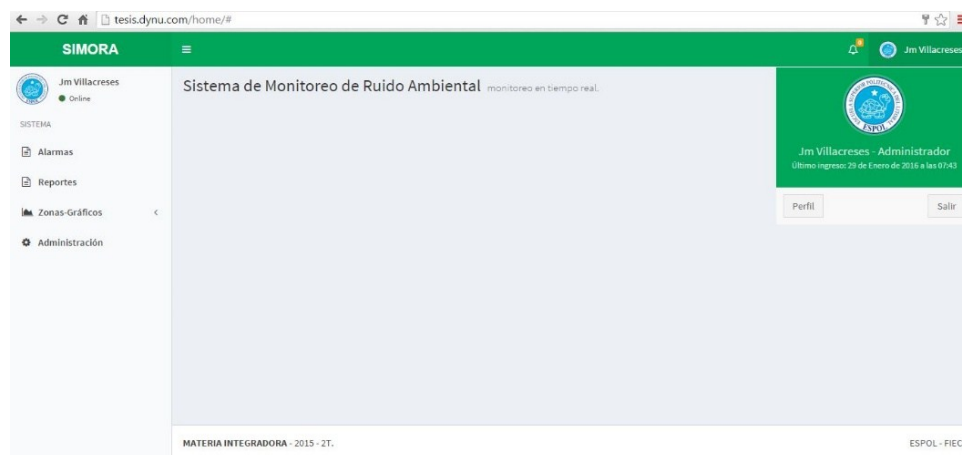 tesis.dynu.com/home/#
SIMORA
Jm Villacreses
Jm Villacreses
Online
SISTEMA
Alarmas
Reportes
Zonas-Gráficos
Administración
Sistema de Monitoreo de Ruido Ambiental monitoreo en tiempo real.
ESPOL
Jm Villacreses - Administrador
Último ingreso: 29 de Enero de 2016 a las 07:43
Perfil
Salir
MATERIA INTEGRADORA - 2015 - 2T.
ESPOL - FIEC